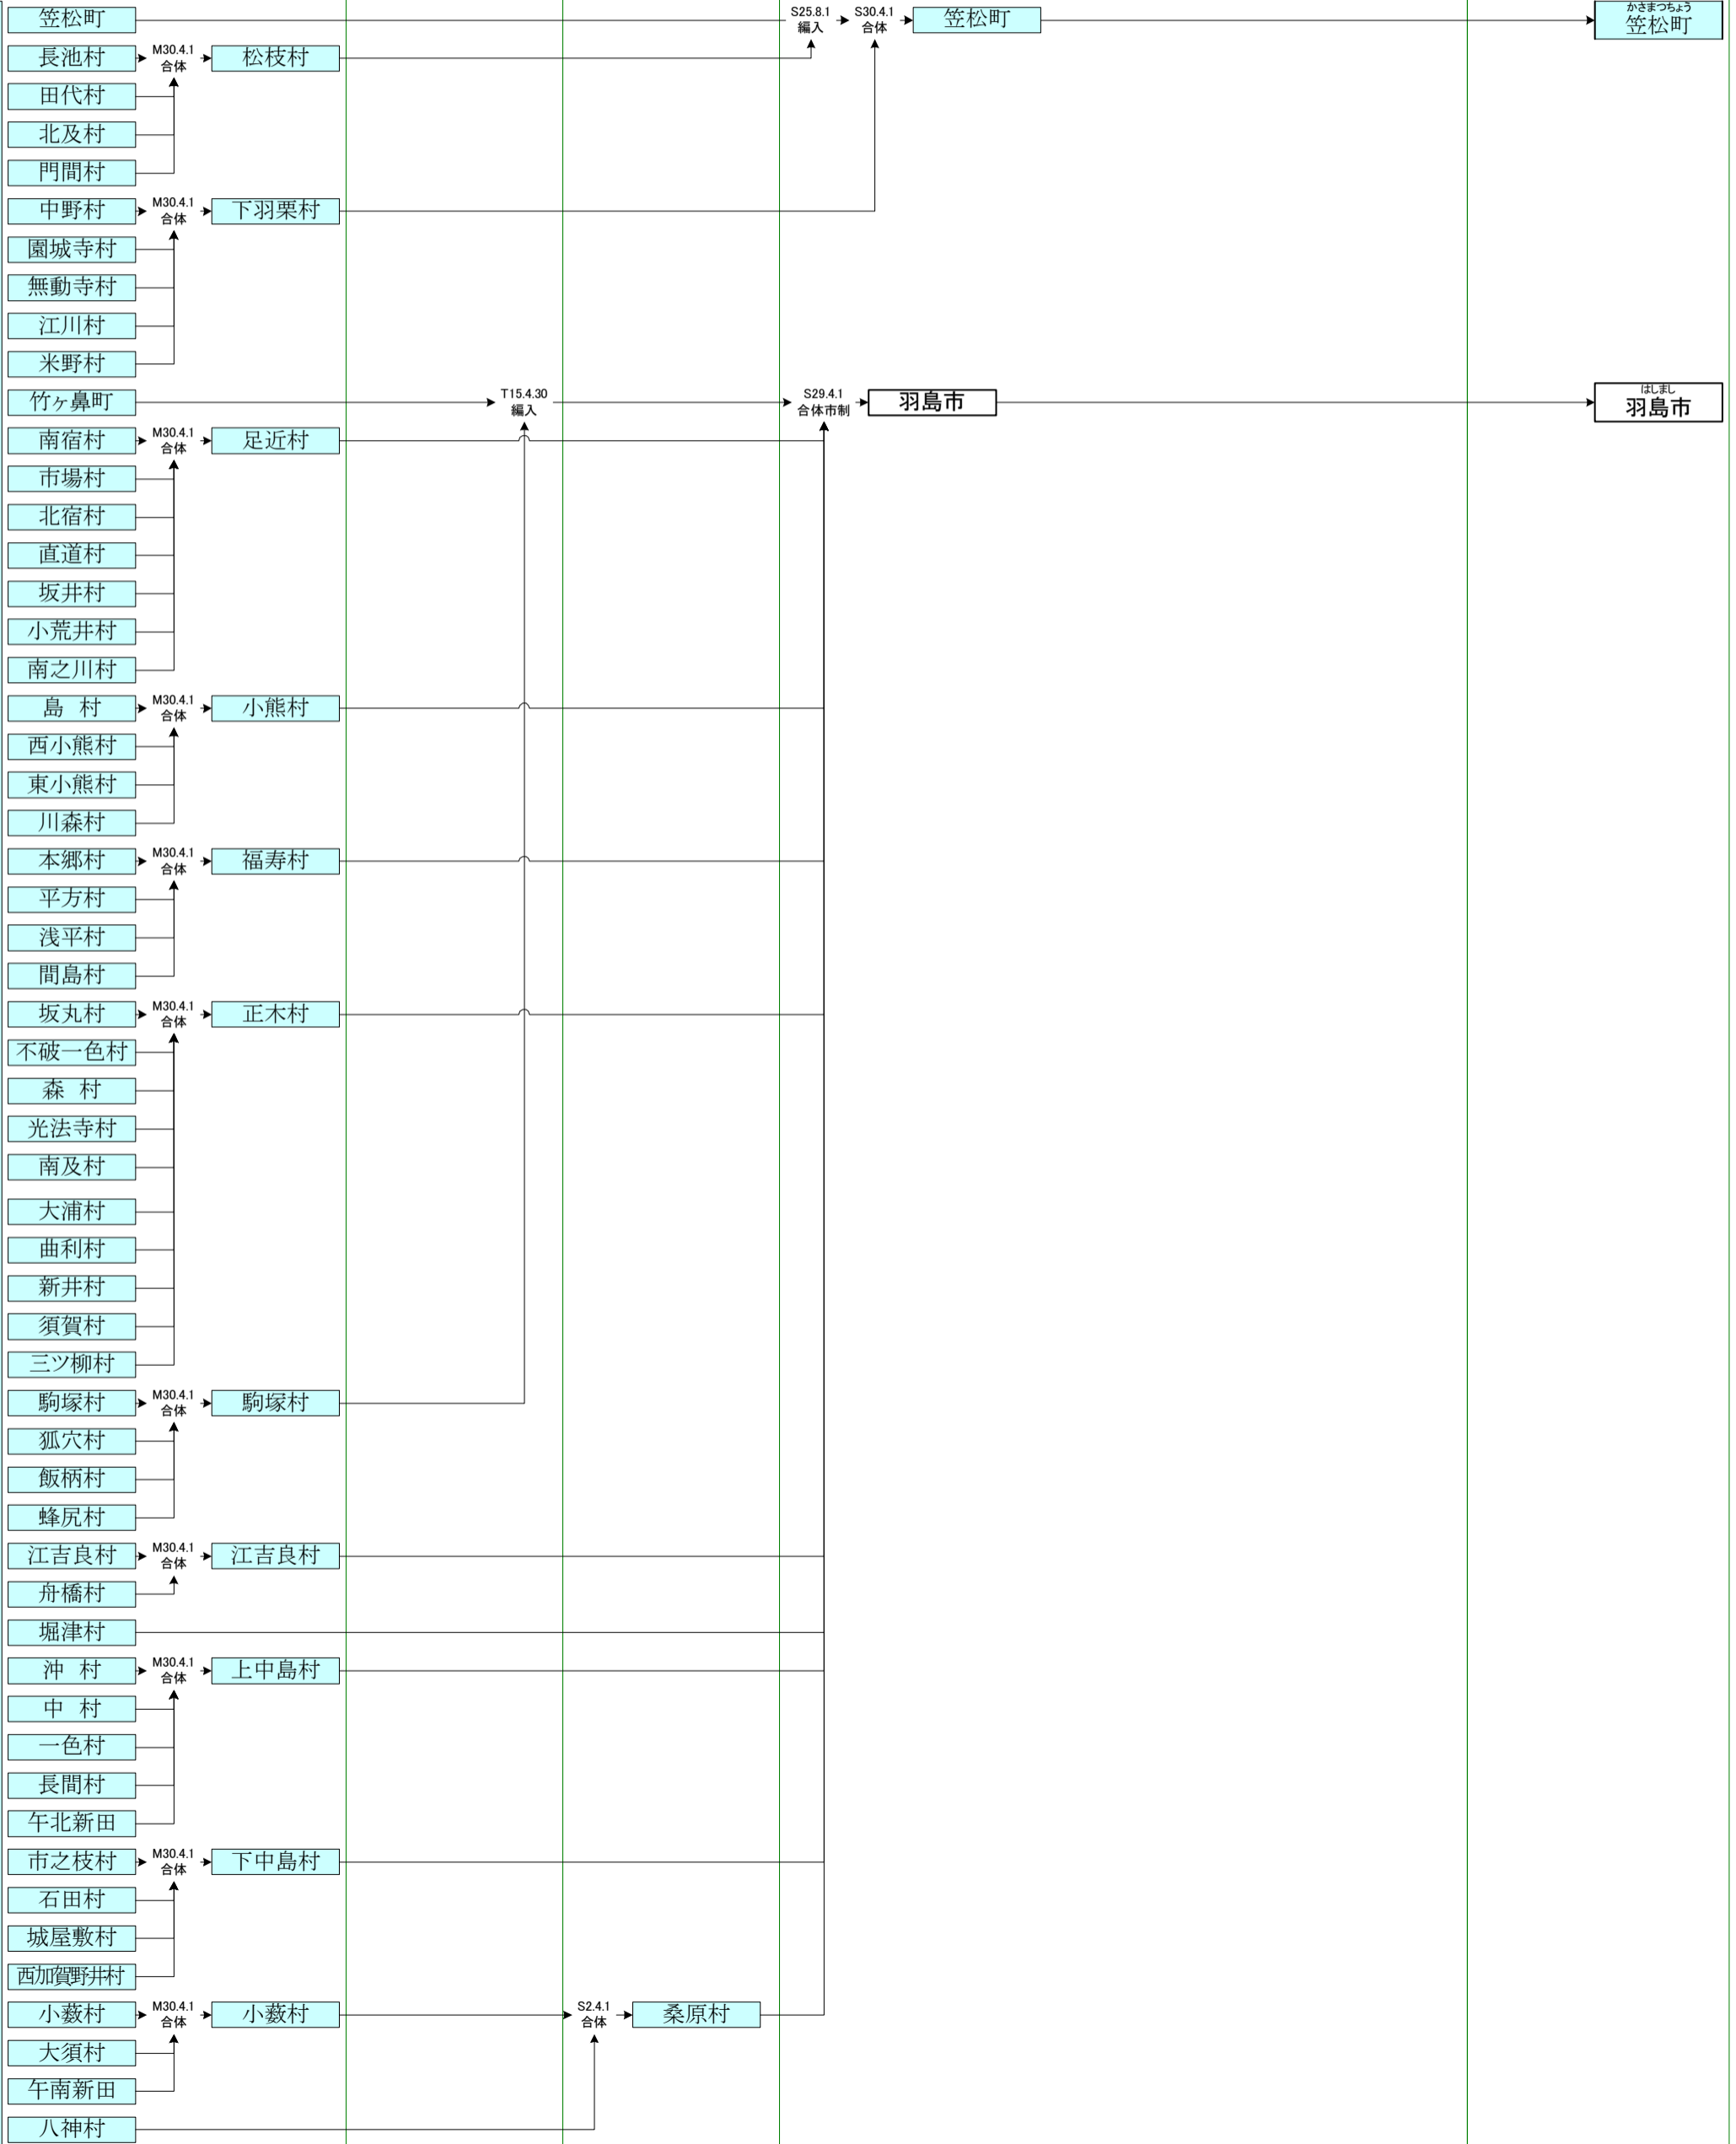 笠松町
S25.8.1
編入
S30.4.1
合体
笠松町
かさまつちょう
笠松町
長池村
M30.4.1
合体
松枝村
田代村
北及村
門間村
中野村
M30.4.1
合体
下羽栗村
園城寺村
無動寺村
江川村
米野村
竹ヶ鼻町
T15.4.30
編入
S29.4.1
合体市制
羽島市
はしまし
羽島市
南宿村
M30.4.1
合体
足近村
市場村
北宿村
直道村
坂井村
小荒井村
南之川村
島 村
M30.4.1
合体
小熊村
西小熊村
東小熊村
川森村
本郷村
M30.4.1
合体
福寿村
平方村
浅平村
間島村
坂丸村
M30.4.1
合体
正木村
不破一色村
森 村
光法寺村
南及村
大浦村
曲利村
新井村
須賀村
三ツ柳村
駒塚村
M30.4.1
合体
駒塚村
狐穴村
飯柄村
蜂尻村
江吉良村
M30.4.1
合体
江吉良村
舟橋村
堀津村
沖 村
M30.4.1
合体
上中島村
中 村
一色村
長間村
午北新田
市之枝村
M30.4.1
合体
下中島村
石田村
城屋敷村
西加賀野井村
小薮村
M30.4.1
合体
小薮村
S2.4.1
合体
桑原村
大須村
午南新田
八神村